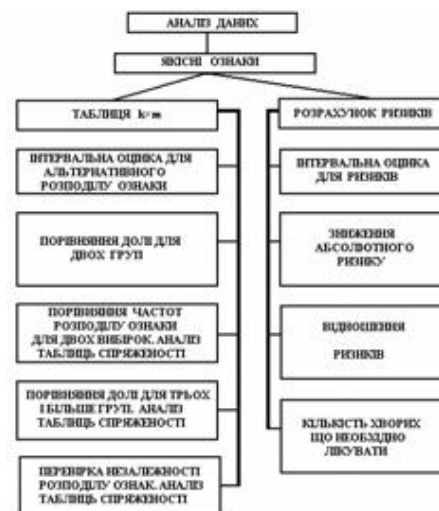 АНАЛІЗ ДАНИХ
ЯКІСНІ ОЗНАКИ
ТАБЛИЦЯ k×m
ІНТЕРВАЛЬНА ОЦІНКА ДЛЯ
АЛЬТЕРНАТИВНОГО
РОЗПОДІЛУ ОЗНАКИ
ПОРІВНЯННЯ ДОЛІ ДЛЯ
ДВОХ ГРУП
ПОРІВНЯННЯ ЧАСТОТ
РОЗПОДІЛУ ОЗНАКИ
ДЛЯ ДВОХ ВИБІРОК. АНАЛІЗ
ТАБЛИЦЬ СПРЯЖЕНОСТІ
ПОРІВНЯННЯ ДОЛІ ДЛЯ ТРЬОХ
І БІЛЬШЕ ГРУП. АНАЛІЗ
ТАБЛИЦЬ СПРЯЖЕНОСТІ
ПЕРЕВІРКА НЕЗАЛЕЖНОСТІ
РОЗПОДІЛУ ОЗНАК. АНАЛІЗ
ТАБЛИЦЬ СПРЯЖЕНОСТІ
РОЗРАХУНОК РИЗИКІВ
ІНТЕРВАЛЬНА ОЦІНКА
ДЛЯ РИЗИКІВ
ЗНИЖЕННЯ
АБСОЛЮТНОГО
РИЗИКУ
ВІДНОШЕННЯ
РИЗИКІВ
КІЛЬКІСТЬ ХВОРИХ
ЩО НЕОБХІДНО
ЛІКУВАТИ